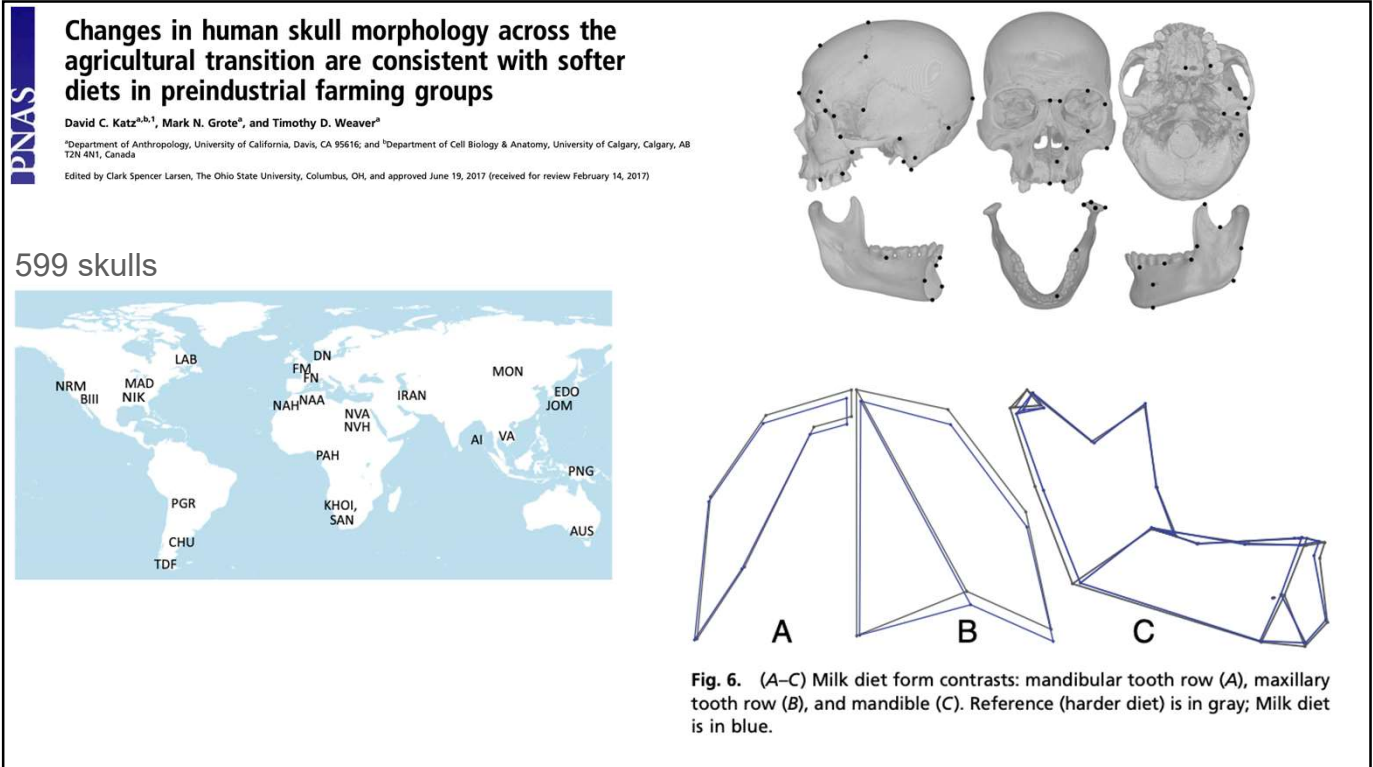 PNAS
Changes in human skull morphology across the
agricultural transition are consistent with softer
diets in preindustrial farming groups
David C. Katzᵃ,ᵇ,¹, Mark N. Groteᵃ, and Timothy D. Weaverᵃ
ᵃDepartment of Anthropology, University of California, Davis, CA 95616; and ᵇDepartment of Cell Biology & Anatomy, University of Calgary, Calgary, AB
T2N 4N1, Canada
Edited by Clark Spencer Larsen, The Ohio State University, Columbus, OH, and approved June 19, 2017 (received for review February 14, 2017)
599 skulls
LAB
DN
FM
FN
MON
NRM
MAD
BIII
NIK
NAH
NAA
IRAN
EDO
JOM
NVA
NVH
AI
VA
PAH
PNG
PGR
KHOI,
SAN
AUS
CHU
TDF
A
B
C
Fig. 6. (A–C) Milk diet form contrasts: mandibular tooth row (A), maxillary
tooth row (B), and mandible (C). Reference (harder diet) is in gray; Milk diet
is in blue.